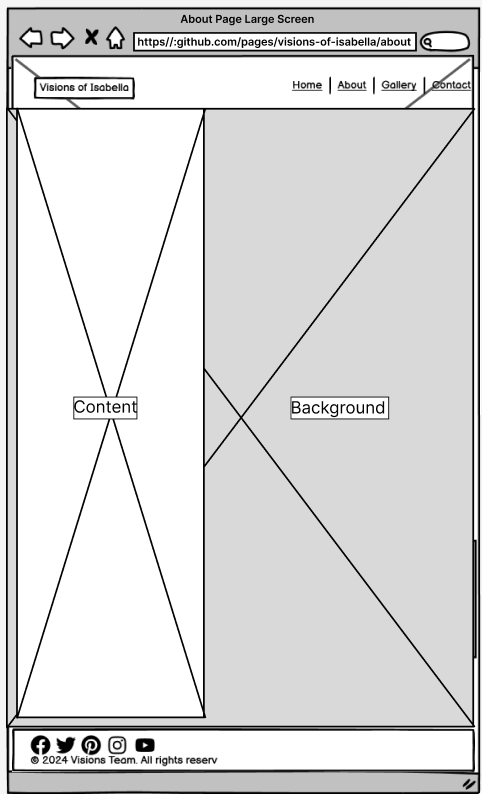 About Page Large Screen
https//:github.com/pages/visions-of-isabella/about
Visions of Isabella
Home About Gallery Contact
Content
Background
© 2024 Visions Team. All rights reserv